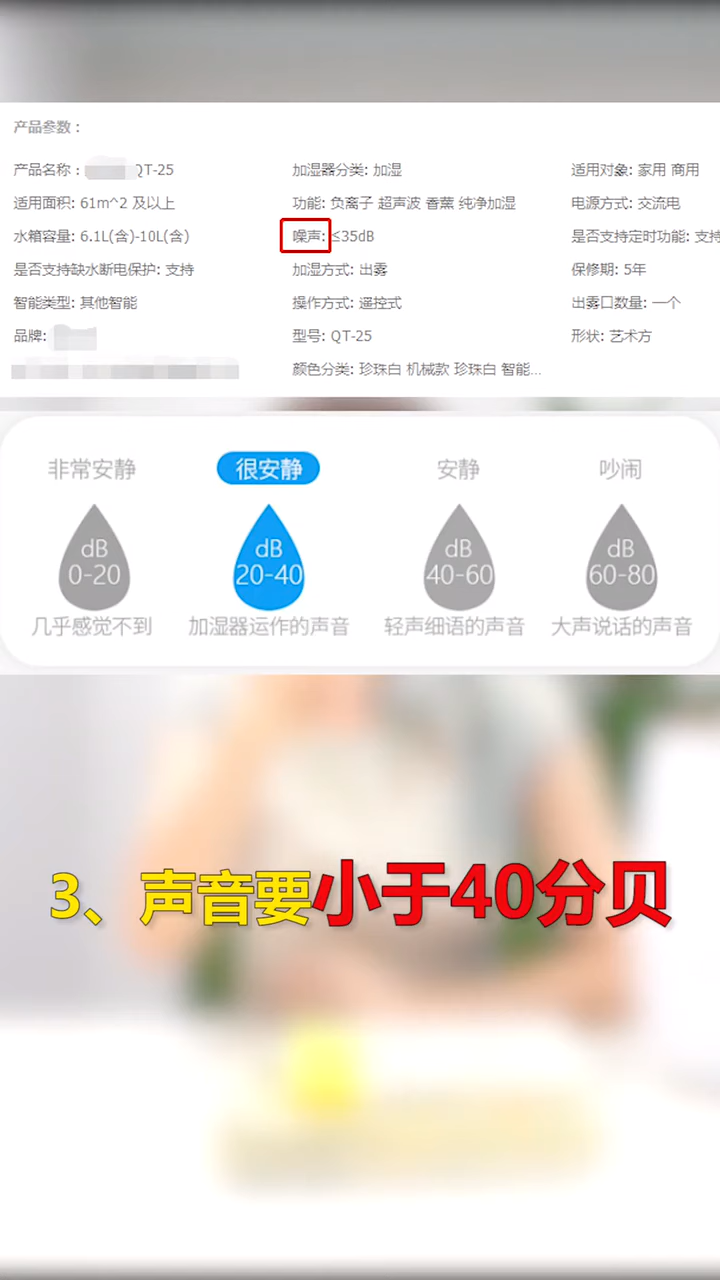 产品参数：
产品名称： QT-25 加湿器分类: 加湿 适用对象: 家用 商用
适用面积: 61m^2 及以上 功能: 负离子 超声波 香薰 纯净加湿 电源方式: 交流电
水箱容量: 6.1L(含)-10L(含) 噪声: ≤35dB 是否支持定时功能: 支持
是否支持缺水断电保护: 支持 加湿方式: 出雾 保修期: 5年
智能类型: 其他智能 操作方式: 遥控式 出雾口数量: 一个
品牌: 型号: QT-25 形状: 艺术方
颜色分类: 珍珠白 机械款 珍珠白 智能...
非常安静 很安静 安静 吵闹
dB dB dB dB
0-20 20-40 40-60 60-80
几乎感觉不到 加湿器运作的声音 轻声细语的声音 大声说话的声音
3、声音要小于40分贝